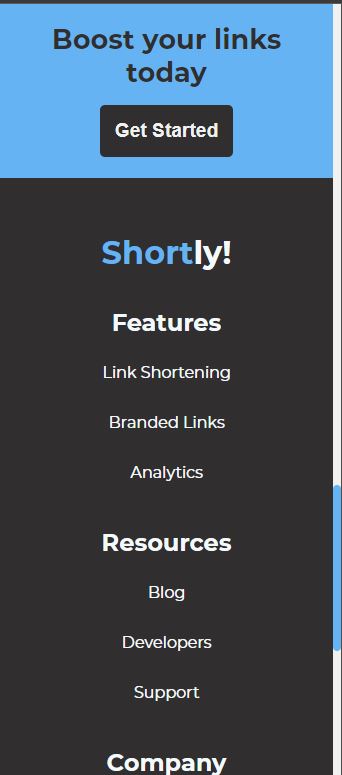 Boost your links
today
Get Started
Shortly!
Features
Link Shortening
Branded Links
Analytics
Resources
Blog
Developers
Support
Company